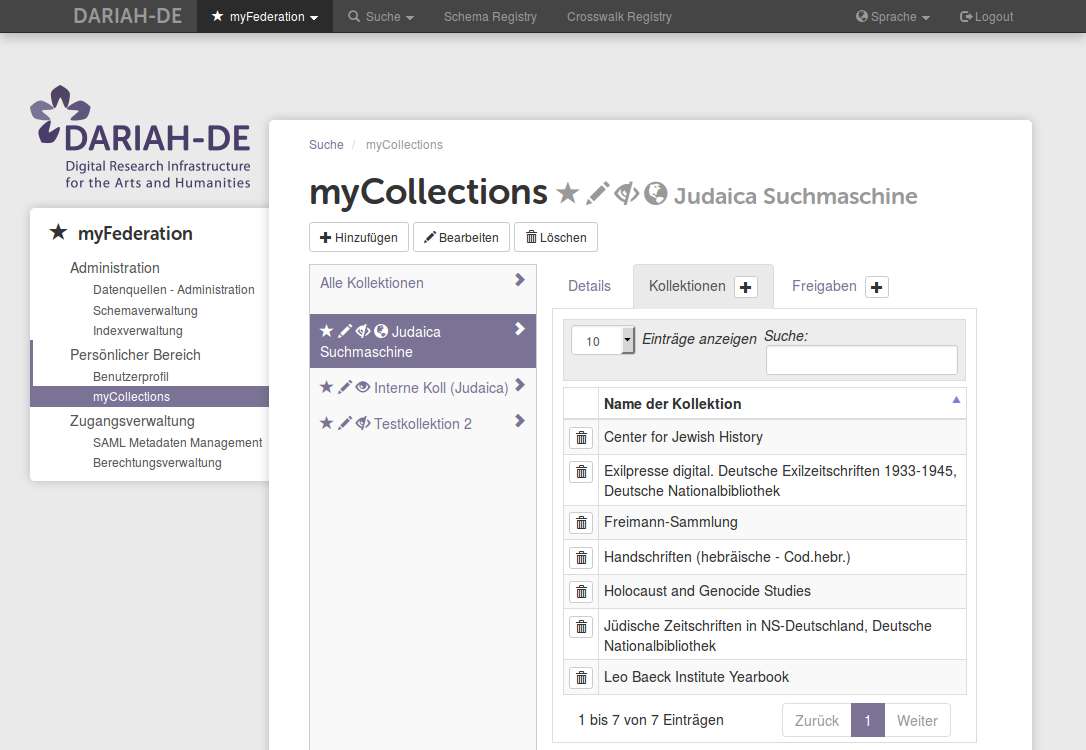 DARIAH-DE myFederation Suche Schema Registry Crosswalk Registry Sprache Logout
DARIAH-DE
Digital Research Infrastructure
for the Arts and Humanities
myFederation
Administration
Datenquellen - Administration
Schemaverwaltung
Indexverwaltung
Persönlicher Bereich
Benutzerprofil
myCollections
Zugangsverwaltung
SAML Metadaten Management
Berechtungsverwaltung
Suche / myCollections
myCollections Judaica Suchmaschine
Hinzufügen Bearbeiten Löschen
Alle Kollektionen
Judaica
Suchmaschine
Interne Koll (Judaica)
Testkollektion 2
Details Kollektionen Freigaben
10 Einträge anzeigen Suche:
Name der Kollektion
Center for Jewish History
Exilpresse digital. Deutsche Exilzeitschriften 1933-1945,
Deutsche Nationalbibliothek
Freimann-Sammlung
Handschriften (hebräische - Cod.hebr.)
Holocaust and Genocide Studies
Jüdische Zeitschriften in NS-Deutschland, Deutsche
Nationalbibliothek
Leo Baeck Institute Yearbook
1 bis 7 von 7 Einträgen Zurück 1 Weiter